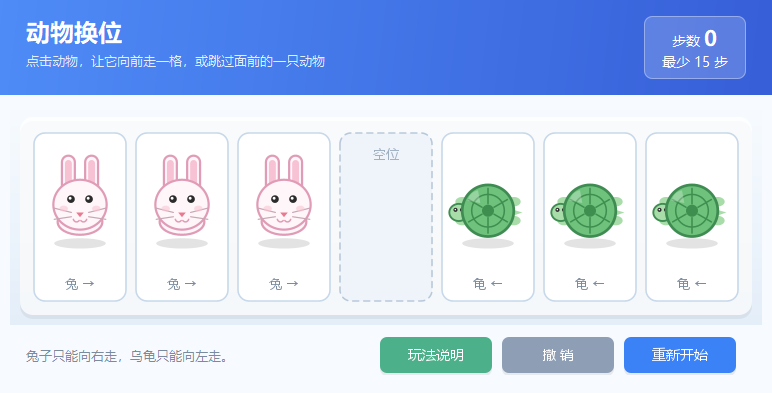 动物换位
点击动物，让它向前走一格，或跳过面前的一只动物
步数 0
最少 15 步
空位
兔 → 兔 → 兔 → 龟 ← 龟 ← 龟 ←
兔子只能向右走，乌龟只能向左走。
玩法说明 撤 销 重新开始